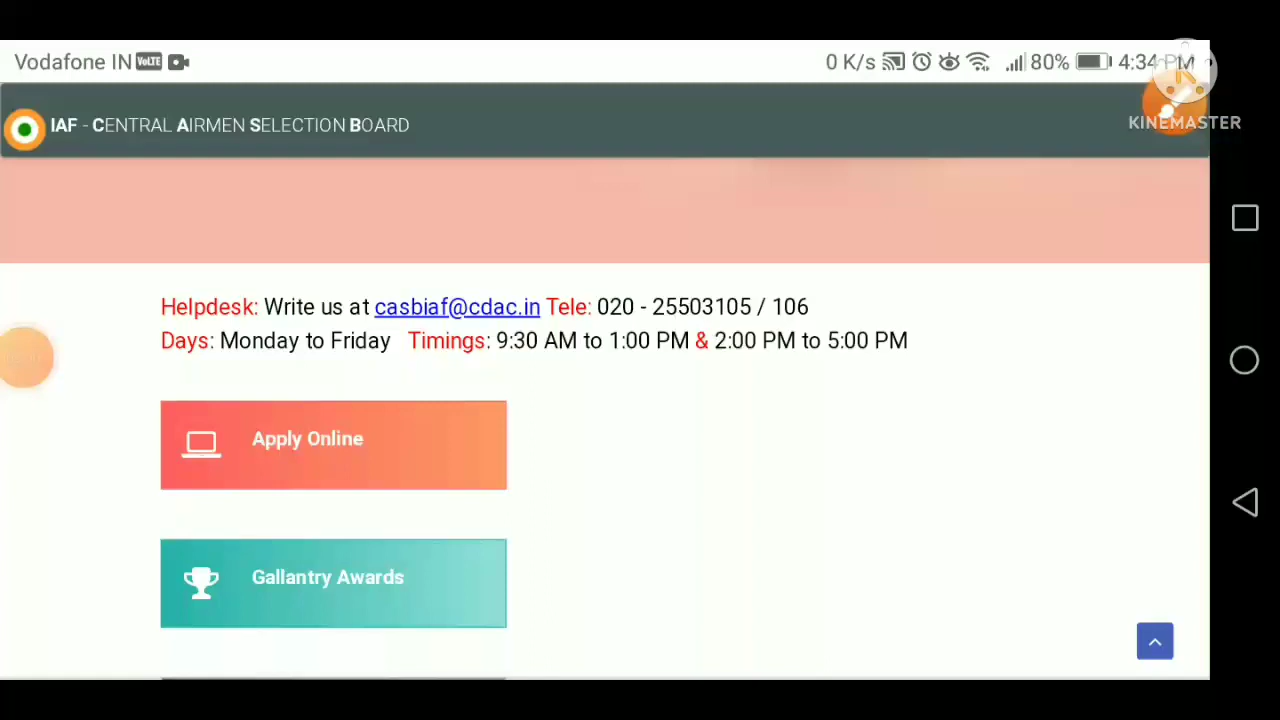 Vodafone IN VoLTE 0 K/s 80% 4:34 PM
KINEMASTER
IAF - CENTRAL AIRMEN SELECTION BOARD
Helpdesk: Write us at casbiaf@cdac.in Tele: 020 - 25503105 / 106
Days: Monday to Friday Timings: 9:30 AM to 1:00 PM & 2:00 PM to 5:00 PM
Apply Online
Gallantry Awards